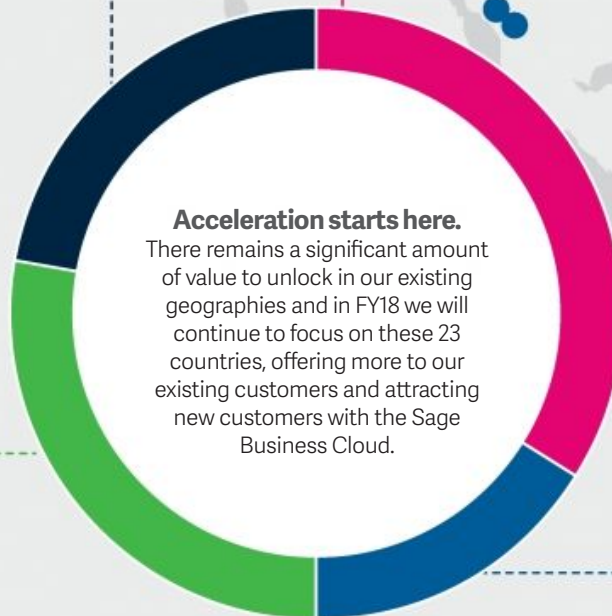 Acceleration starts here.
There remains a significant amount
of value to unlock in our existing
geographies and in FY18 we will
continue to focus on these 23
countries, offering more to our
existing customers and attracting
new customers with the Sage
Business Cloud.